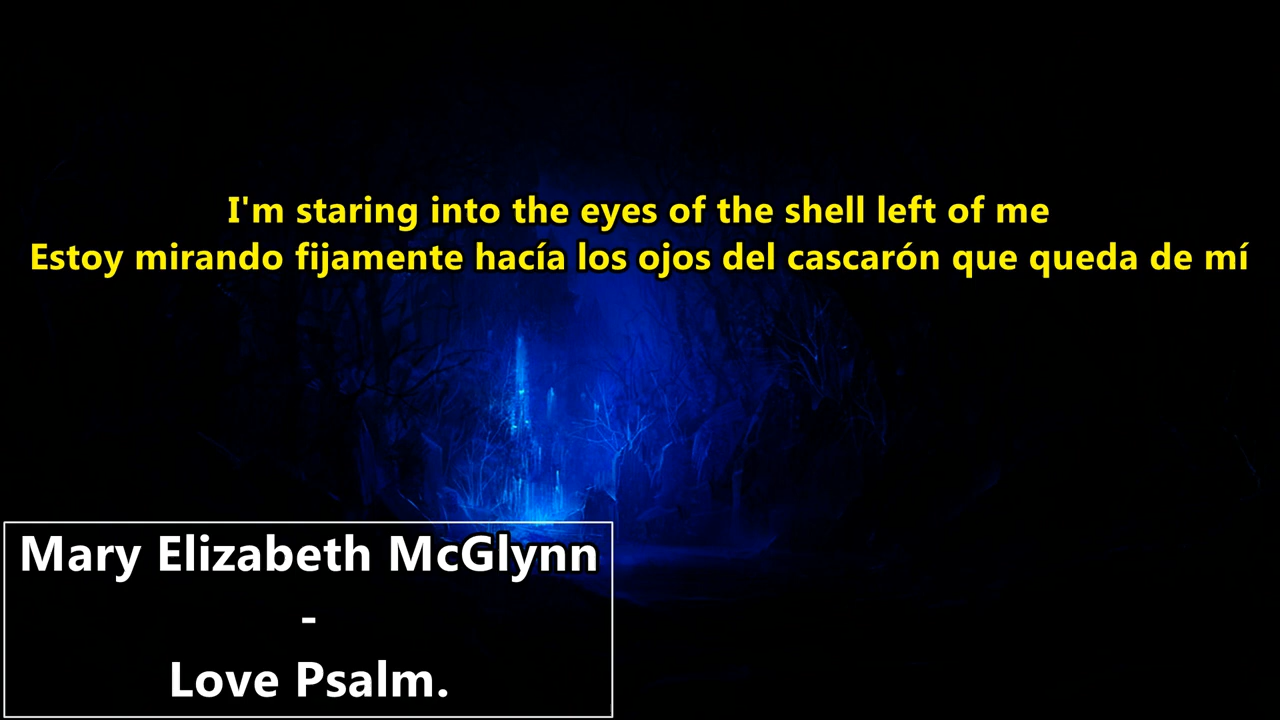 I'm staring into the eyes of the shell left of me
Estoy mirando fijamente hacía los ojos del cascarón que queda de mí
Mary Elizabeth McGlynn
-
Love Psalm.